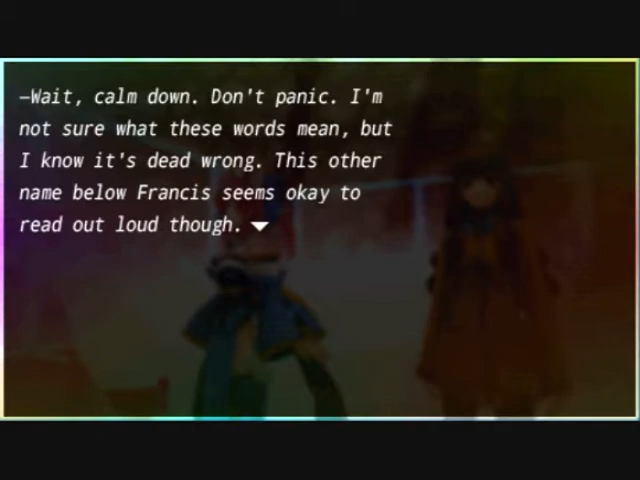 —Wait, calm down. Don't panic. I'm
not sure what these words mean, but
I know it's dead wrong. This other
name below Francis seems okay to
read out loud though.